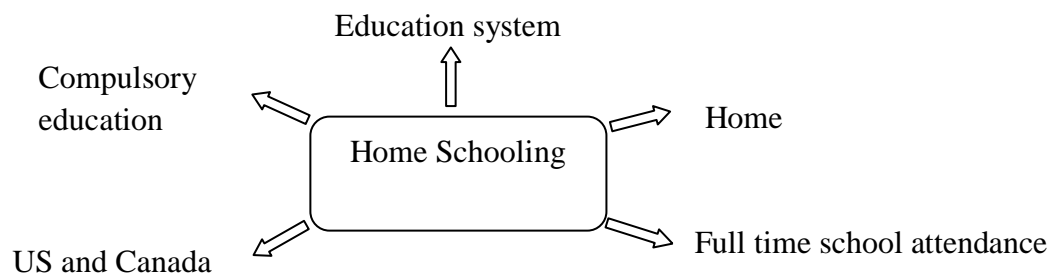 Education system
Compulsory
education
Home
Home Schooling
US and Canada
Full time school attendance